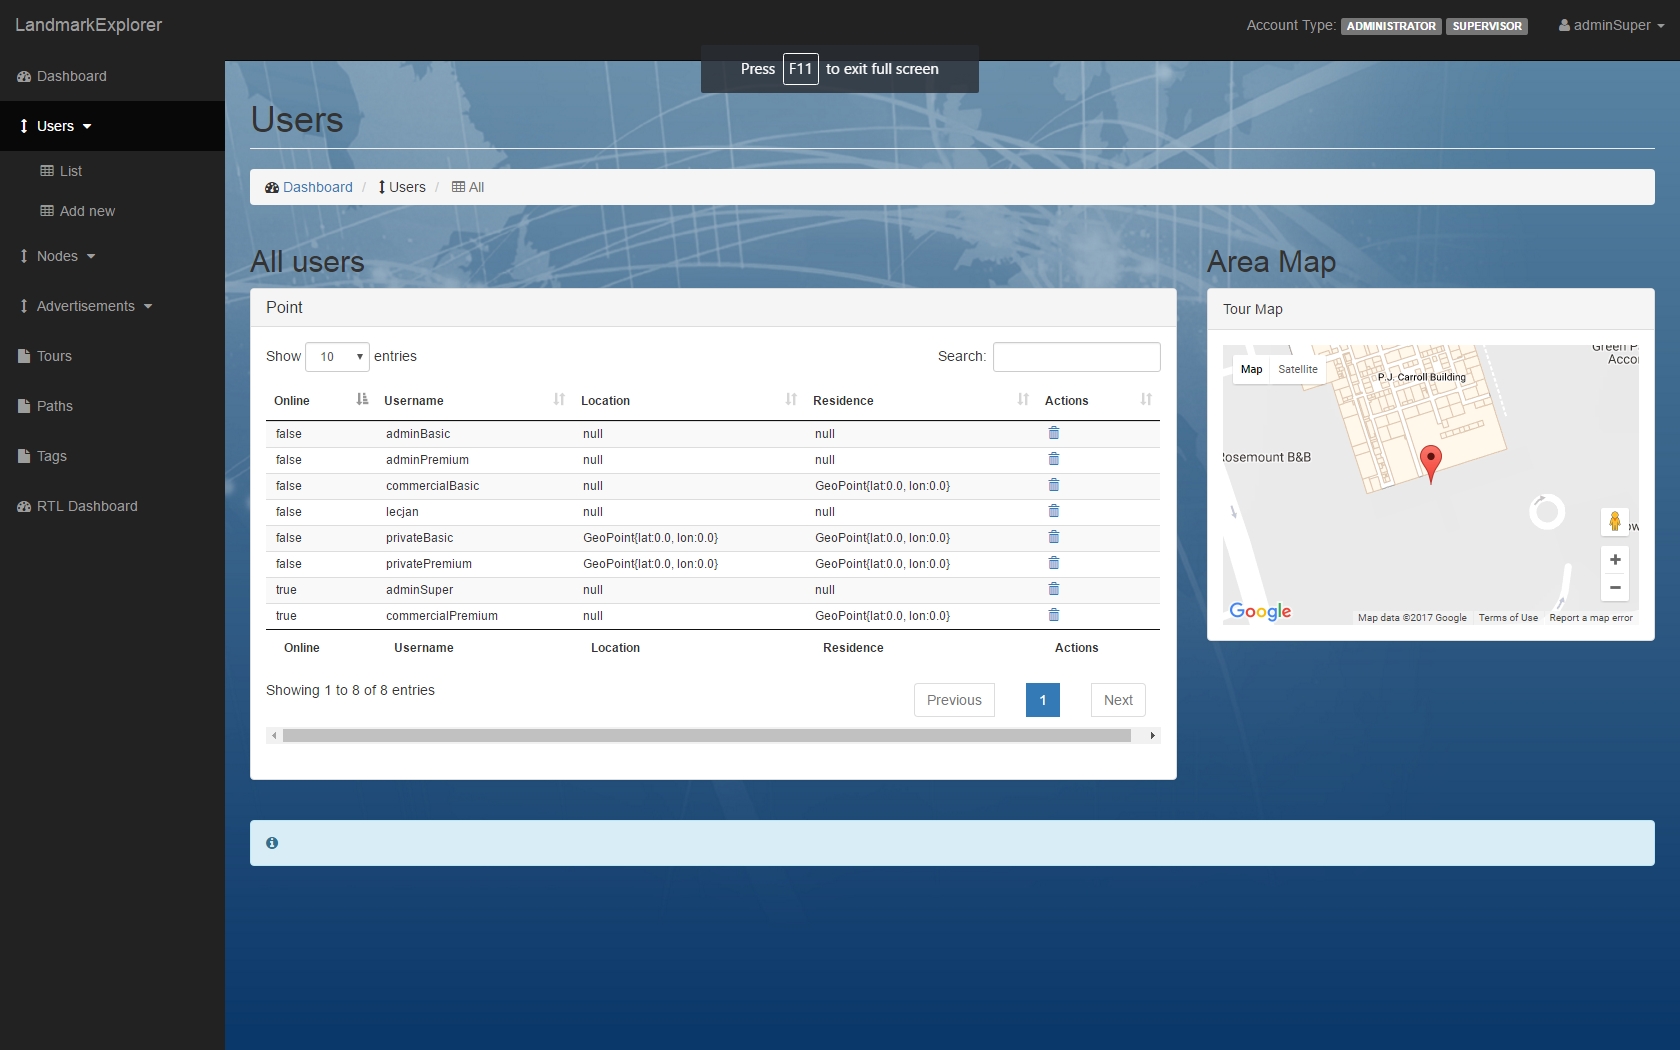 LandmarkExplorer
Account Type: ADMINISTRATOR SUPERVISOR adminSuper
Press F11 to exit full screen
Dashboard
Users
List
Add new
Nodes
Advertisements
Tours
Paths
Tags
RTL Dashboard
Users
Dashboard / Users / All
All users
Point
Show 10 entries
Search:
Online Username Location Residence Actions
false adminBasic null null
false adminPremium null null
false commercialBasic null GeoPoint{lat:0.0, lon:0.0}
false lecjan null null
false privateBasic GeoPoint{lat:0.0, lon:0.0} GeoPoint{lat:0.0, lon:0.0}
false privatePremium GeoPoint{lat:0.0, lon:0.0} GeoPoint{lat:0.0, lon:0.0}
true adminSuper null null
true commercialPremium null GeoPoint{lat:0.0, lon:0.0}
Online Username Location Residence Actions
Showing 1 to 8 of 8 entries
Previous 1 Next
Area Map
Tour Map
Map Satellite
Green P
Acco
P.J. Carroll Building
Rosemount B&B
Google
Map data ©2017 Google Terms of Use Report a map error